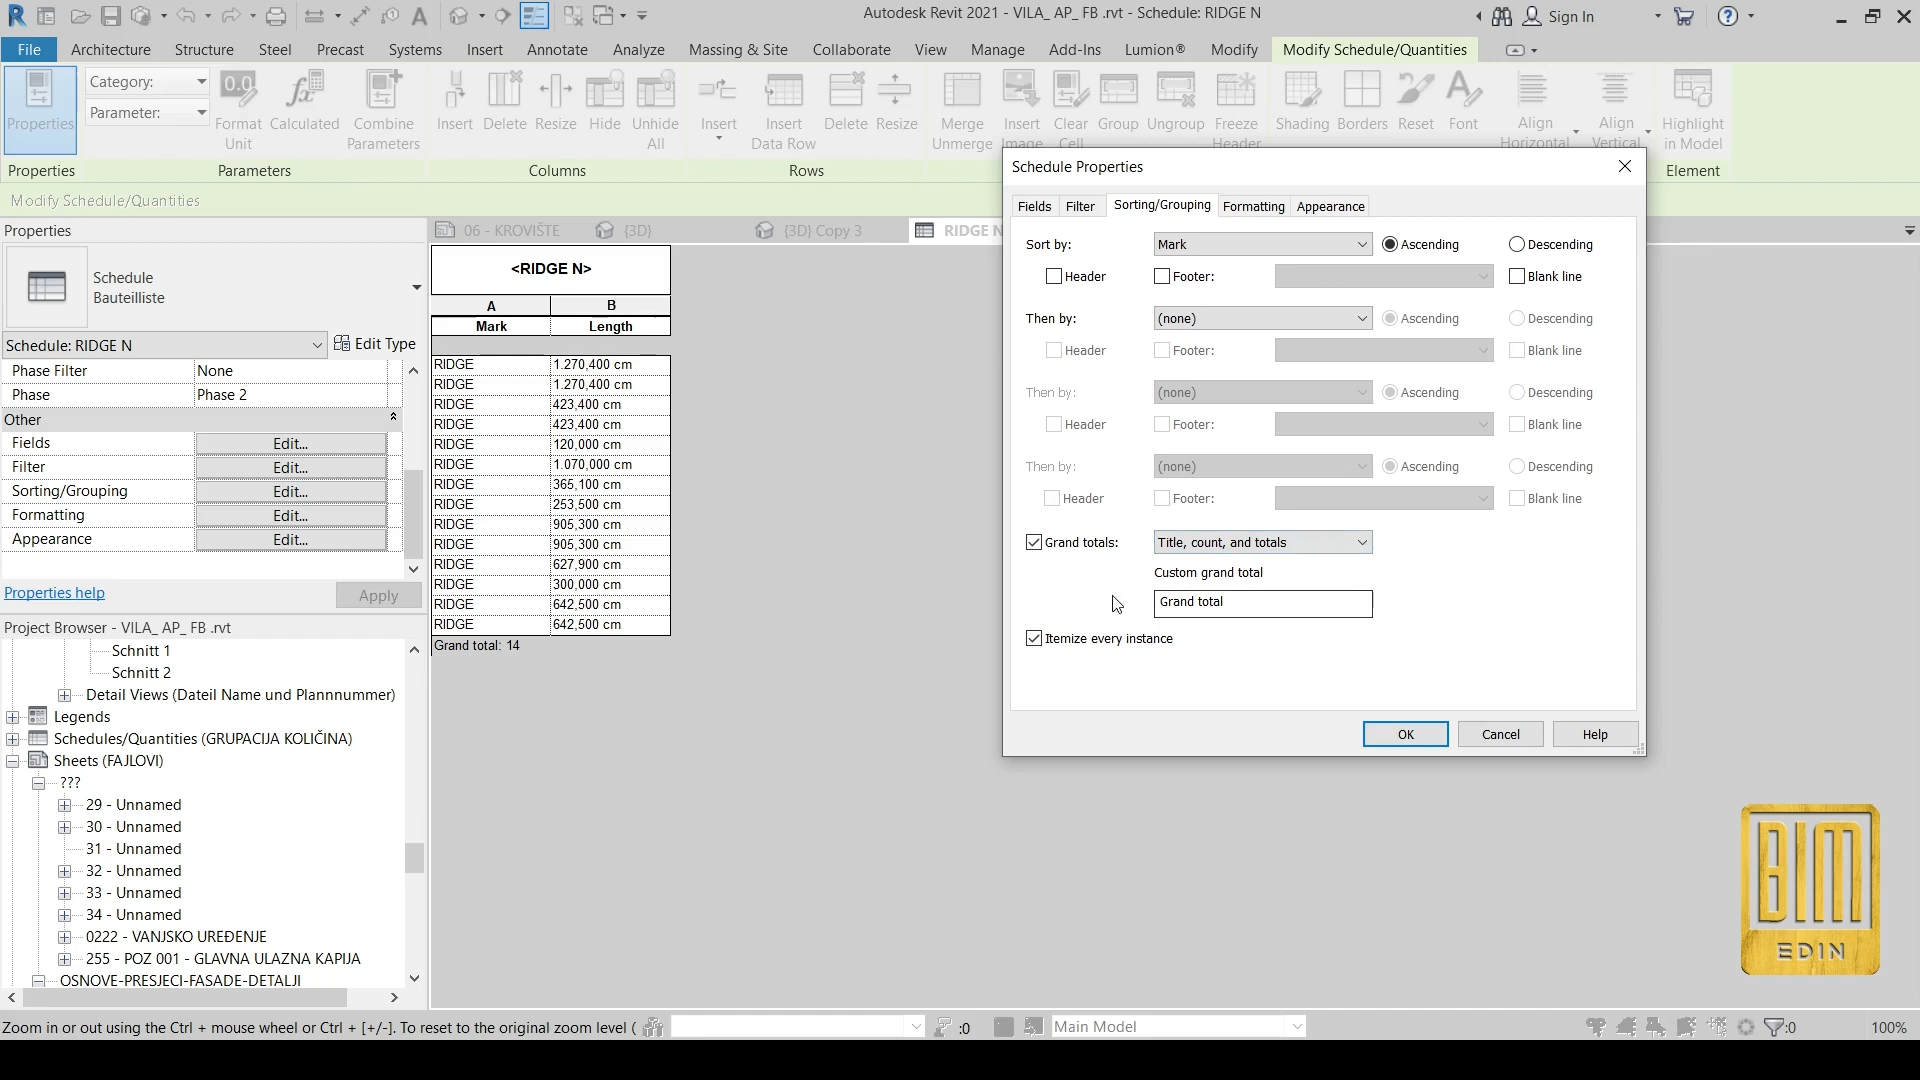 Autodesk Revit 2021 - VILA_ AP_ FB .rvt - Schedule: RIDGE N
Sign In
File Architecture Structure Steel Precast Systems Insert Annotate Analyze Massing & Site Collaborate View Manage Add-Ins Lumion® Modify Modify Schedule/Quantities
Properties
Category:
Parameter:
0.0
Format Unit
Calculated
Combine Parameters
Insert
Delete
Resize
Hide
Unhide All
Insert
Insert Data Row
Delete
Resize
Merge Unmerge
Insert Image
Clear Cell
Group
Ungroup
Freeze Header
Shading
Borders
Reset
Font
Align Horizontal
Align Vertical
Highlight in Model
Properties
Parameters
Columns
Rows
Element
Modify Schedule/Quantities
Properties
Schedule
Bauteilliste
Schedule: RIDGE N
Edit Type
Phase Filter None
Phase Phase 2
Other
Fields Edit...
Filter Edit...
Sorting/Grouping Edit...
Formatting Edit...
Appearance Edit...
Properties help
Apply
Project Browser - VILA_ AP_ FB .rvt
Schnitt 1
Schnitt 2
Detail Views (Dateil Name und Plannnummer)
Legends
Schedules/Quantities (GRUPACIJA KOLIČINA)
Sheets (FAJLOVI)
???
29 - Unnamed
30 - Unnamed
31 - Unnamed
32 - Unnamed
33 - Unnamed
34 - Unnamed
0222 - VANJSKO UREĐENJE
255 - POZ 001 - GLAVNA ULAZNA KAPIJA
OSNOVE-PRESJECI-FASADE-DETALJI
06 - KROVIŠTE
{3D}
{3D} Copy 3
RIDGE N
<RIDGE N>
A B
Mark Length
RIDGE 1.270,400 cm
RIDGE 1.270,400 cm
RIDGE 423,400 cm
RIDGE 423,400 cm
RIDGE 120,000 cm
RIDGE 1.070,000 cm
RIDGE 365,100 cm
RIDGE 253,500 cm
RIDGE 905,300 cm
RIDGE 905,300 cm
RIDGE 627,900 cm
RIDGE 300,000 cm
RIDGE 642,500 cm
RIDGE 642,500 cm
Grand total: 14
Schedule Properties
Fields Filter Sorting/Grouping Formatting Appearance
Sort by: Mark Ascending Descending
Header Footer: Blank line
Then by: (none) Ascending Descending
Header Footer: Blank line
Then by: (none) Ascending Descending
Header Footer: Blank line
Then by: (none) Ascending Descending
Header Footer: Blank line
Grand totals: Title, count, and totals
Custom grand total
Grand total
Itemize every instance
OK Cancel Help
BIM
EDIN
Zoom in or out using the Ctrl + mouse wheel or Ctrl + [+/-]. To reset to the original zoom level (
:0
Main Model
:0
100%